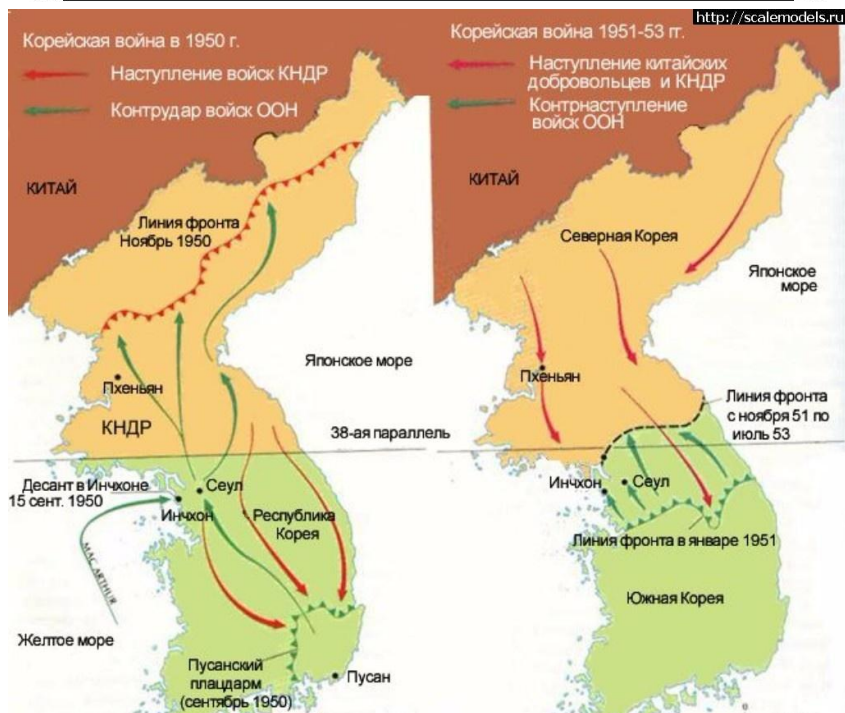 http://scalemodels.ru
Корейская война в 1950 г.
Наступление войск КНДР
Контрудар войск ООН
КИТАЙ
Линия фронта
Ноябрь 1950
Японское море
Пхеньян
КНДР
38-ая параллель
Десант в Инчхоне
15 сент. 1950
Сеул
Инчхон
Республика
Корея
MAC ARTHUR
Желтое море
Пусанский
плацдарм
(сентябрь 1950)
Пусан
Корейская война 1951-53 гг.
Наступление китайских
добровольцев и КНДР
Контрнаступление
войск ООН
КИТАЙ
Северная Корея
Японское
море
Пхеньян
Линия фронта
с ноября 51 по
июль 53
Инчхон
Сеул
Линия фронта в январе 1951
Южная Корея